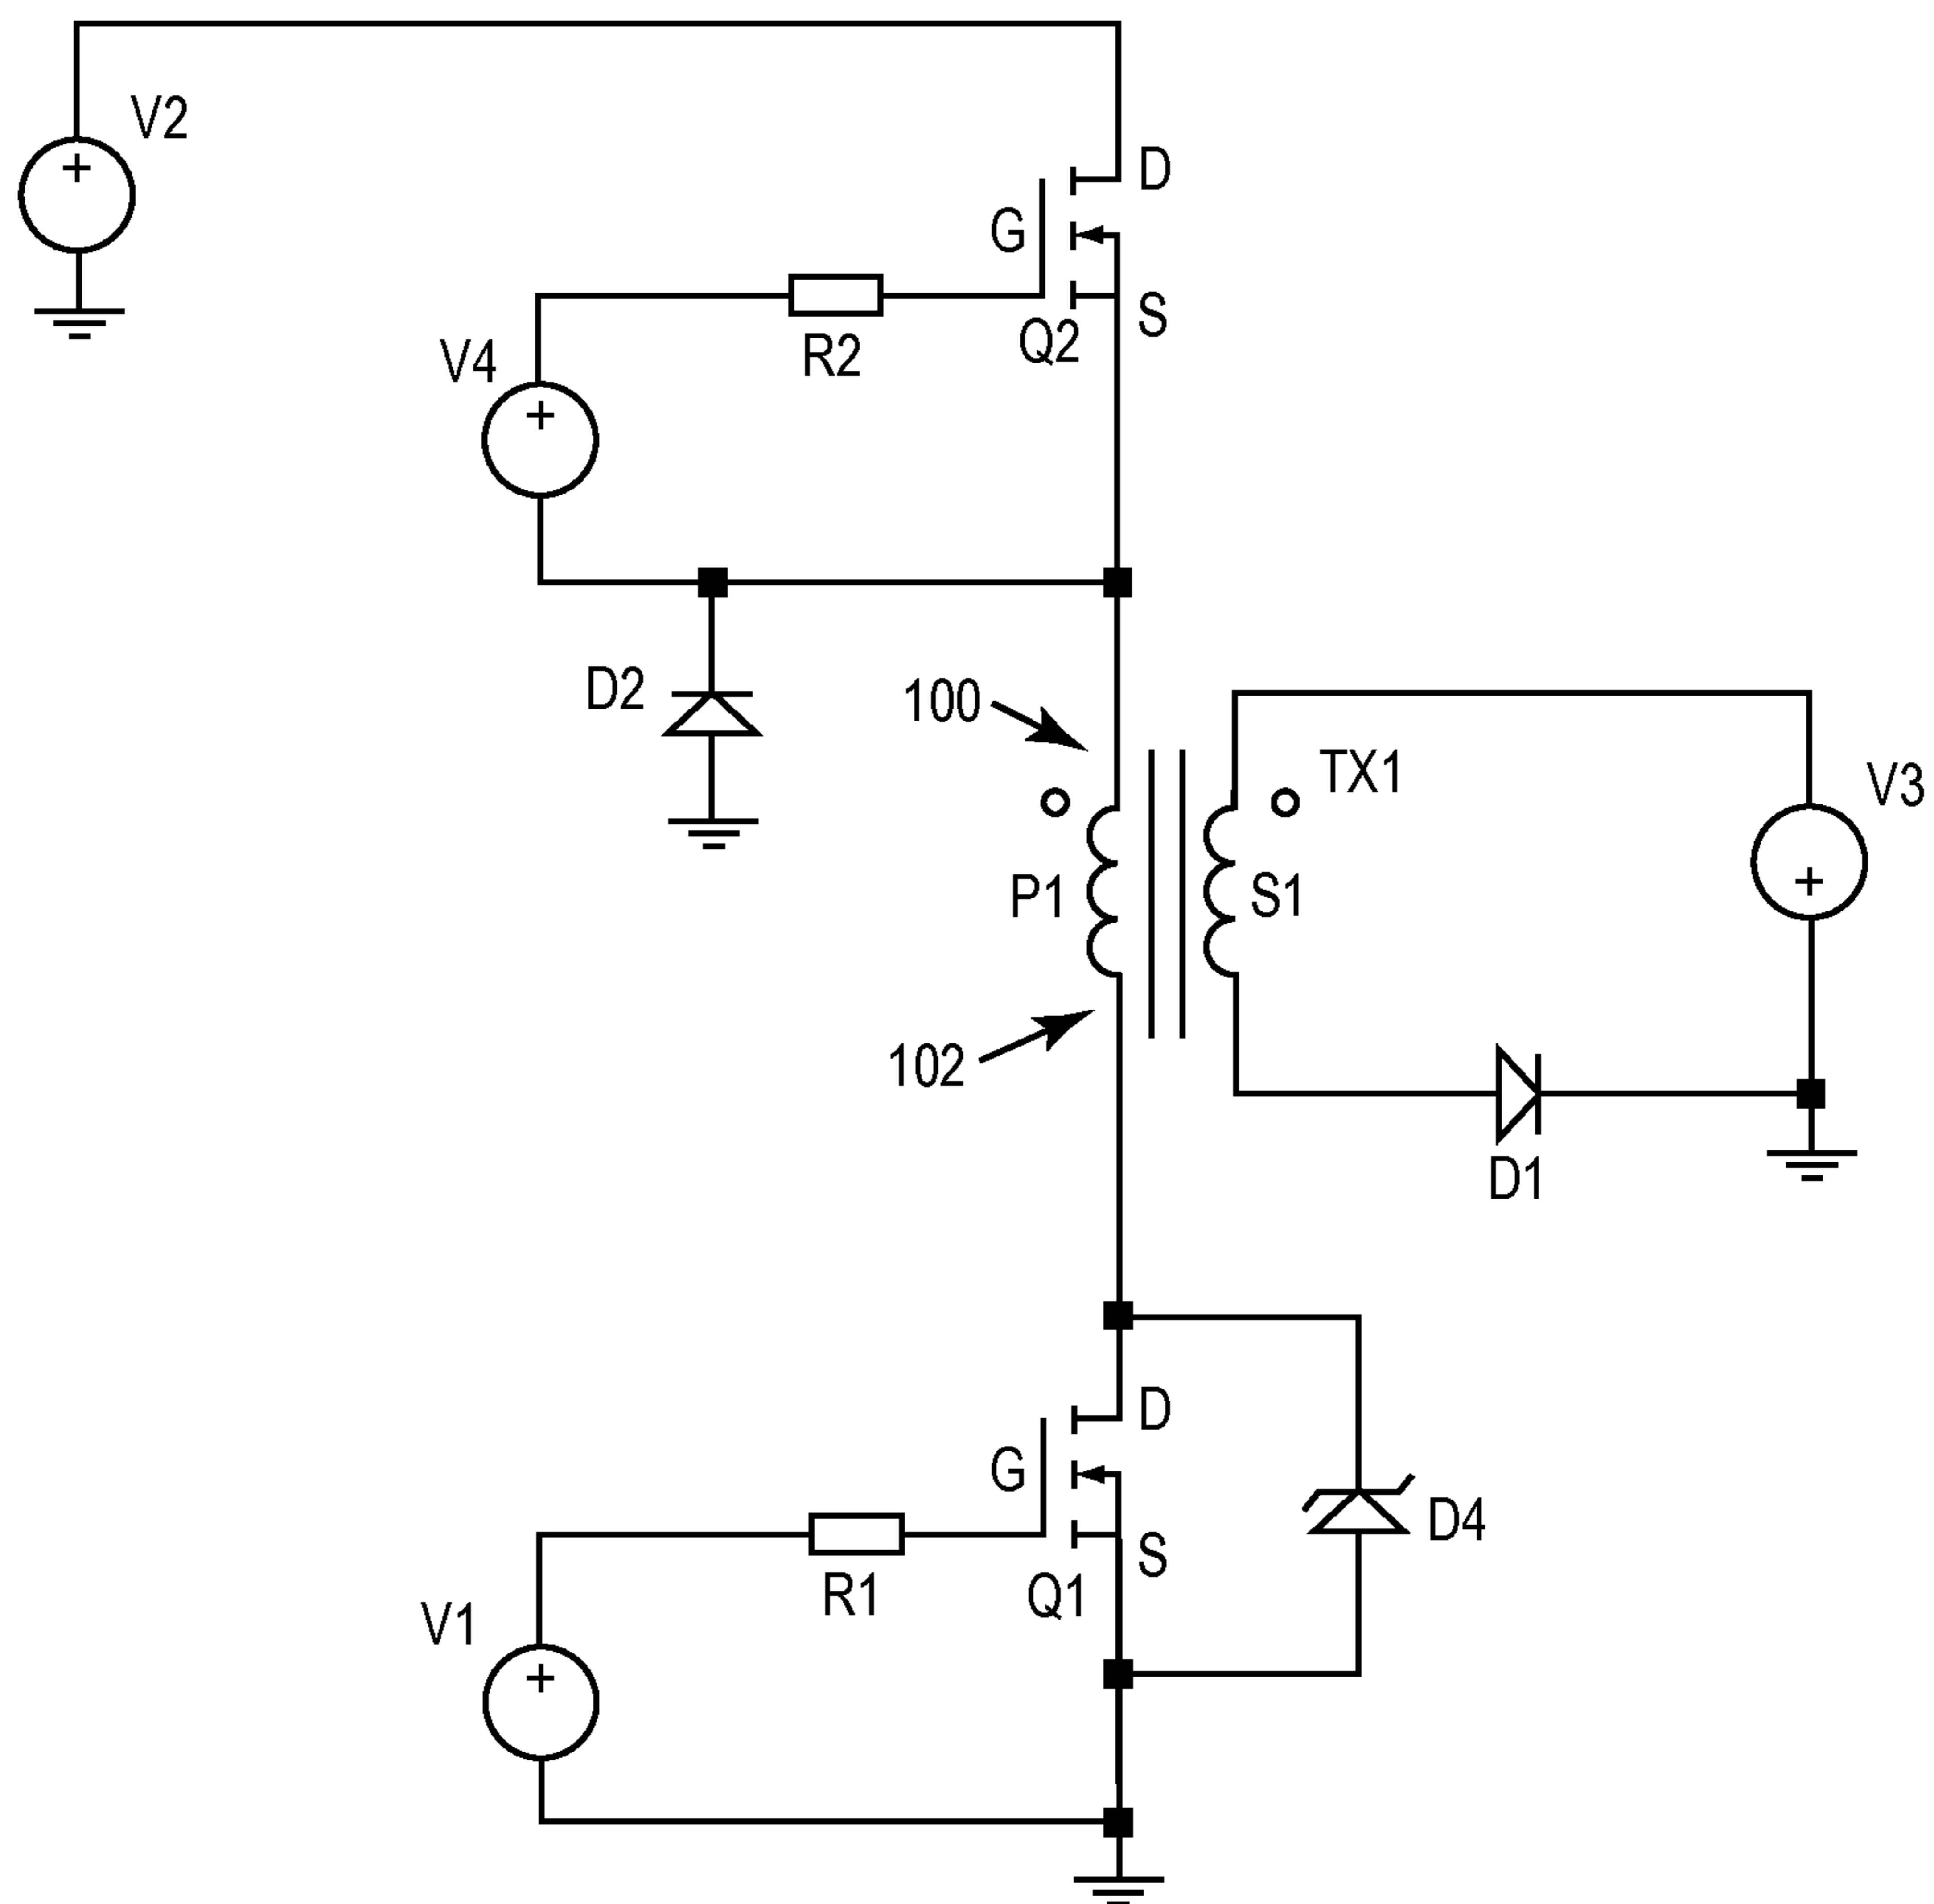 V2
+
D
G
S
Q2
R2
V4
+
D2
100
TX1
V3
P1
S1
+
102
D1
D
G
D4
S
R1
Q1
V1
+